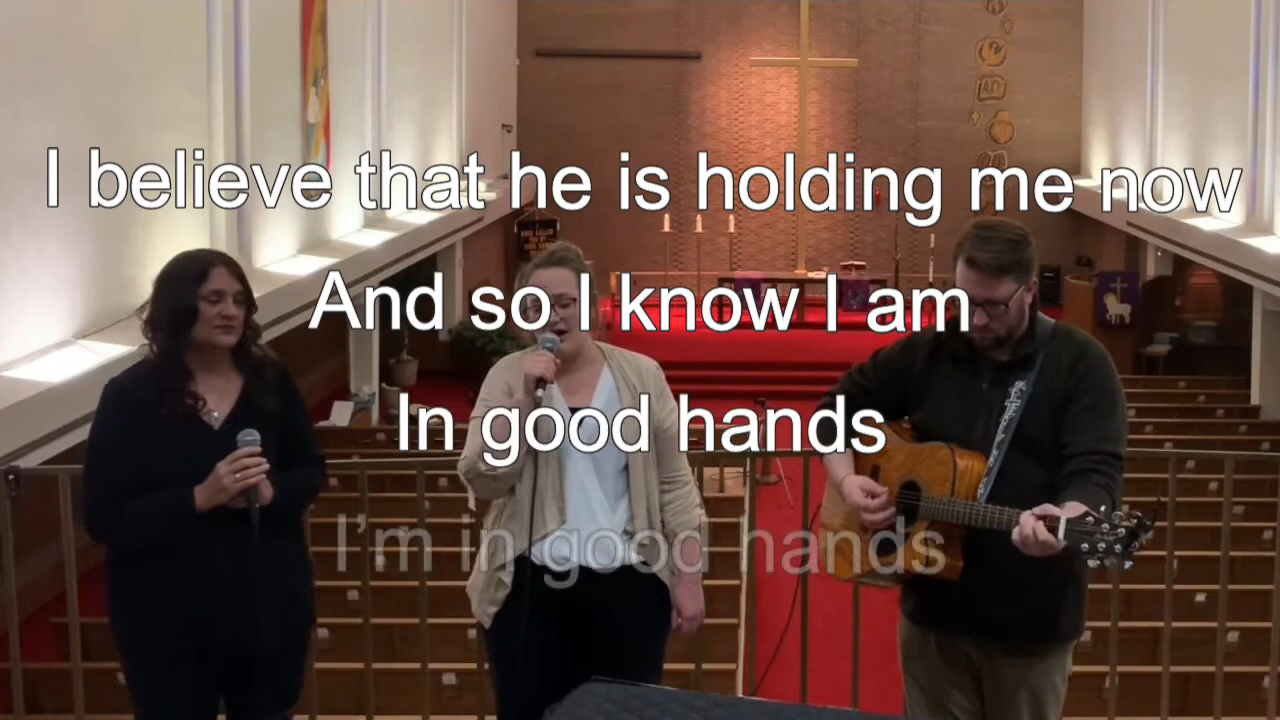 I believe that he is holding me now
And so I know I am
In good hands
I'm in good hands